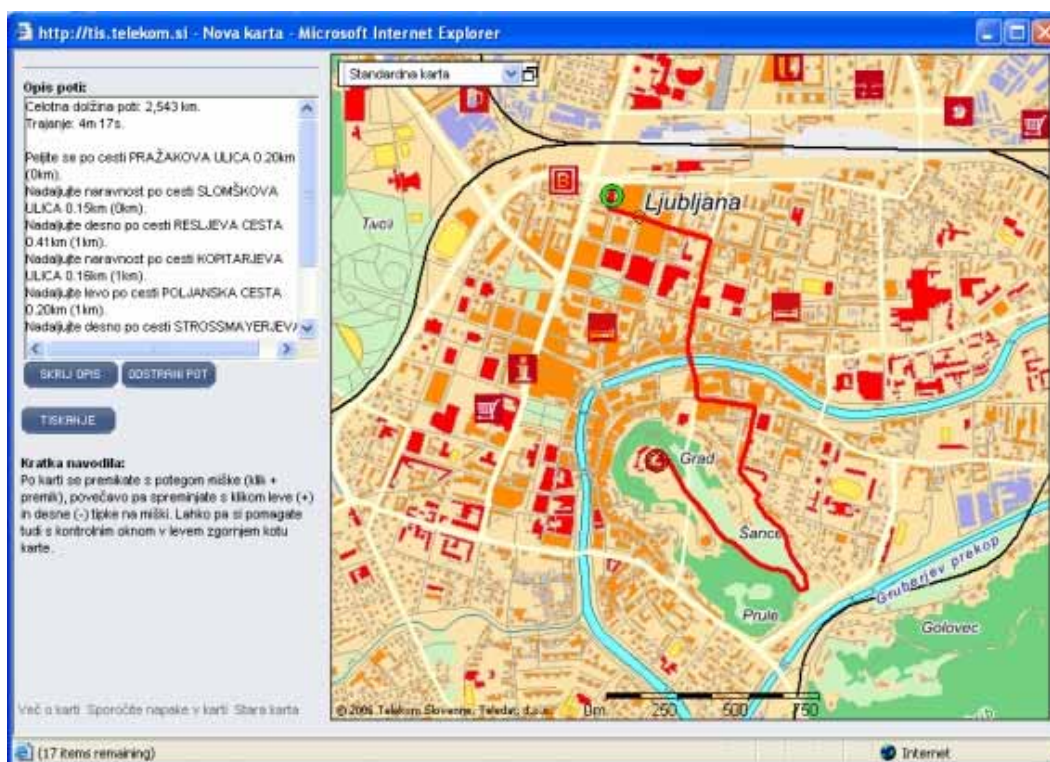 http://tis.telekom.si - Nova karta - Microsoft Internet Explorer
Opis poti:
Celotna dolžina poti: 2,543 km.
Trajanje: 4m 17s.
Peljite se po cesti PRAŽAKOVA ULICA 0.20km
(0km).
Nadaljujte naravnost po cesti SLOMŠKOVA
ULICA 0.15km (0km).
Nadaljujte desno po cesti RESLJEVA CESTA
0.41km (1km).
Nadaljujte naravnost po cesti KOPITARJEVA
ULICA 0.16km (1km).
Nadaljujte levo po cesti POLJANSKA CESTA
0.20km (1km).
Nadaljujte desno po cesti STROSSMAYERJEVA
SKRIJ OPIS
ODSTRANI POT
TISKANJE
Kratka navodila:
Po karti se premikate s potegom miške (klik +
premik), povečavo pa spreminjate s klikom leve (+)
in desne (-) tipke na miški. Lahko pa si pomagate
tudi s kontrolnim oknom v levem zgornjem kotu
karte.
Več o karti Sporočite napake v karti Stara karta
Standardna karta
B
Ljubljana
Tivoli
i
Grad
Šance
Prule
Gruberjev prekop
Golovec
© 2006 Telekom Slovenije, Teledat, d.o.o.
0m 250 500 750
(17 items remaining)
Internet